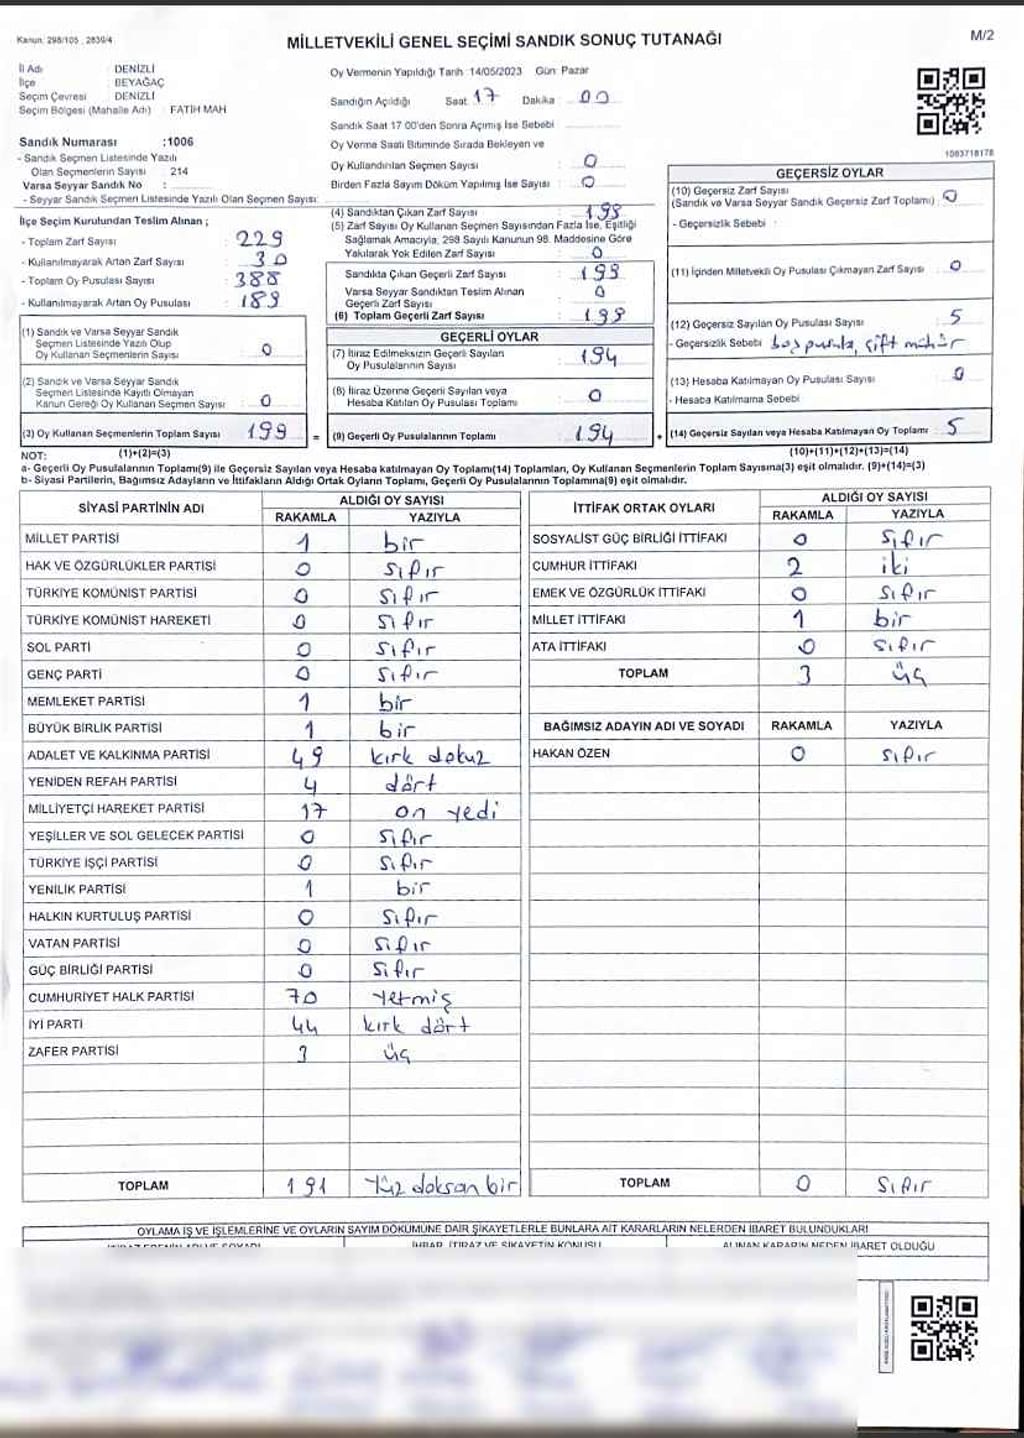 Kanun: 298/105 , 2839/4
MİLLETVEKİLİ GENEL SEÇİMİ SANDIK SONUÇ TUTANAĞI
M/2
İl Adı : DENİZLİ
İlçe : BEYAĞAÇ
Seçim Çevresi : DENİZLİ
Seçim Bölgesi (Mahalle Adı) : FATİH MAH
Sandık Numarası :1006
- Sandık Seçmen Listesinde Yazılı
Olan Seçmenlerin Sayısı : 214
Varsa Seyyar Sandık No :
- Seyyar Sandık Seçmen Listesinde Yazılı Olan Seçmen Sayısı:
İlçe Seçim Kurulundan Teslim Alınan ;
- Toplam Zarf Sayısı : 229
- Kullanılmayarak Artan Zarf Sayısı : 30
- Toplam Oy Pusulası Sayısı : 388
- Kullanılmayarak Artan Oy Pusulası : 189
(1) Sandık ve Varsa Seyyar Sandık
Seçmen Listesinde Yazılı Olup
Oy Kullanan Seçmenlerin Sayısı : 0
(2) Sandık ve Varsa Seyyar Sandık
Seçmen Listesinde Kayıtlı Olmayan
Kanun Gereği Oy Kullanan Seçmen Sayısı : 0
(3) Oy Kullanan Seçmenlerin Toplam Sayısı : 199
Oy Vermenin Yapıldığı Tarih :14/05/2023 Gün: Pazar
Sandığın Açıldığı Saat: 17 Dakika : 00
Sandık Saat 17 00'den Sonra Açımış İse Sebebi
Oy Verme Saati Bitiminde Sırada Bekleyen ve
Oy Kullandırılan Seçmen Sayısı : 0
Birden Fazla Sayım Döküm Yapılmış İse Sayısı : 0
(4) Sandıktan Çıkan Zarf Sayısı : 199
(5) Zarf Sayısı Oy Kullanan Seçmen Sayısından Fazla İse, Eşitliği
Sağlamak Amacıyla, 298 Sayılı Kanunun 98. Maddesine Göre
Yakılarak Yok Edilen Zarf Sayısı : 0
Sandıkta Çıkan Geçerli Zarf Sayısı : 199
Varsa Seyyar Sandıktan Teslim Alınan
Geçerli Zarf Sayısı : 0
(6) Toplam Geçerli Zarf Sayısı : 199
GEÇERLİ OYLAR
(7) İtiraz Edilmeksizin Geçerli Sayılan
Oy Pusulalarının Sayısı : 194
(8) İtiraz Üzerine Geçerli Sayılan veya
Hesaba Katılan Oy Pusulası Toplamı : 0
= (9) Geçerli Oy Pusulalarının Toplamı : 194
1083718178
GEÇERSİZ OYLAR
(10) Geçersiz Zarf Sayısı
(Sandık ve Varsa Seyyar Sandık Geçersiz Zarf Toplamı) : 0
- Geçersizlik Sebebi :
(11) İçinden Milletvekili Oy Pusulası Çıkmayan Zarf Sayısı : 0
(12) Geçersiz Sayılan Oy Pusulası Sayısı : 5
- Geçersizlik Sebebi : boş pusula, çift mühür
(13) Hesaba Katılmayan Oy Pusulası Sayısı : 0
- Hesaba Katılmama Sebebi
+ (14) Geçersiz Sayılan veya Hesaba Katılmayan Oy Toplamı : 5
NOT: (1)+(2)=(3) (10)+(11)+(12)+(13)=(14)
a- Geçerli Oy Pusulalarının Toplamı(9) ile Geçersiz Sayılan veya Hesaba katılmayan Oy Toplamı(14) Toplamları, Oy Kullanan Seçmenlerin Toplam Sayısına(3) eşit olmalıdır. (9)+(14)=(3)
b- Siyasi Partilerin, Bağımsız Adayların ve İttifakların Aldığı Ortak Oyların Toplamı, Geçerli Oy Pusulalarının Toplamına(9) eşit olmalıdır.
SİYASİ PARTİNİN ADI ALDIĞI OY SAYISI
RAKAMLA YAZIYLA
MİLLET PARTİSİ 1 bir
HAK VE ÖZGÜRLÜKLER PARTİSİ 0 sıfır
TÜRKİYE KOMÜNİST PARTİSİ 0 sıfır
TÜRKİYE KOMÜNİST HAREKETİ 0 sıfır
SOL PARTİ 0 sıfır
GENÇ PARTİ 0 sıfır
MEMLEKET PARTİSİ 1 bir
BÜYÜK BİRLİK PARTİSİ 1 bir
ADALET VE KALKINMA PARTİSİ 49 kırk dokuz
YENİDEN REFAH PARTİSİ 4 dört
MİLLİYETÇİ HAREKET PARTİSİ 17 on yedi
YEŞİLLER VE SOL GELECEK PARTİSİ 0 sıfır
TÜRKİYE İŞÇİ PARTİSİ 0 sıfır
YENİLİK PARTİSİ 1 bir
HALKIN KURTULUŞ PARTİSİ 0 sıfır
VATAN PARTİSİ 0 sıfır
GÜÇ BİRLİĞİ PARTİSİ 0 sıfır
CUMHURİYET HALK PARTİSİ 70 yetmiş
İYİ PARTİ 44 kırk dört
ZAFER PARTİSİ 3 üç
TOPLAM 191 Yüz doksan bir
İTTİFAK ORTAK OYLARI ALDIĞI OY SAYISI
RAKAMLA YAZIYLA
SOSYALİST GÜÇ BİRLİĞİ İTTİFAKI 0 sıfır
CUMHUR İTTİFAKI 2 iki
EMEK VE ÖZGÜRLÜK İTTİFAKI 0 sıfır
MİLLET İTTİFAKI 1 bir
ATA İTTİFAKI 0 sıfır
TOPLAM 3 üç
BAĞIMSIZ ADAYIN ADI VE SOYADI RAKAMLA YAZIYLA
HAKAN ÖZEN 0 sıfır
TOPLAM 0 sıfır
OYLAMA İŞ VE İŞLEMLERİNE VE OYLARIN SAYIM DÖKÜMÜNE DAİR ŞİKAYETLERLE BUNLARA AİT KARARLARIN NELERDEN İBARET BULUNDUKLARI
İHBAR, İTİRAZ VE ŞİKAYETİN KONUSU ALINAN KARARIN NEDEN İBARET OLDUĞU